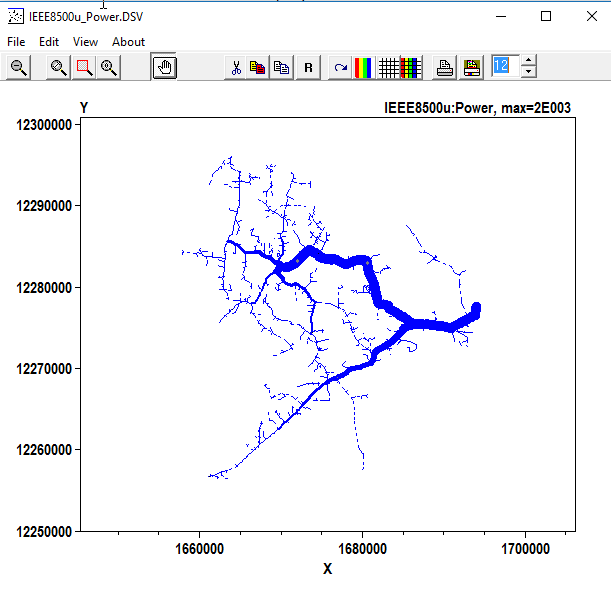 IEEE8500u_Power.DSV
File Edit View About
R
12
Y IEEE8500u:Power, max=2E003
12300000
12290000
12280000
12270000
12260000
12250000
1660000 1680000 1700000
X